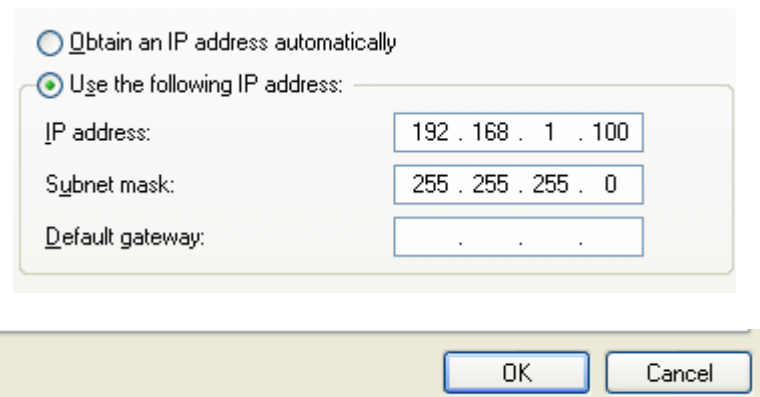 Obtain an IP address automatically
Use the following IP address:
IP address: 192 . 168 . 1 . 100
Subnet mask: 255 . 255 . 255 . 0
Default gateway: . . .
OK Cancel